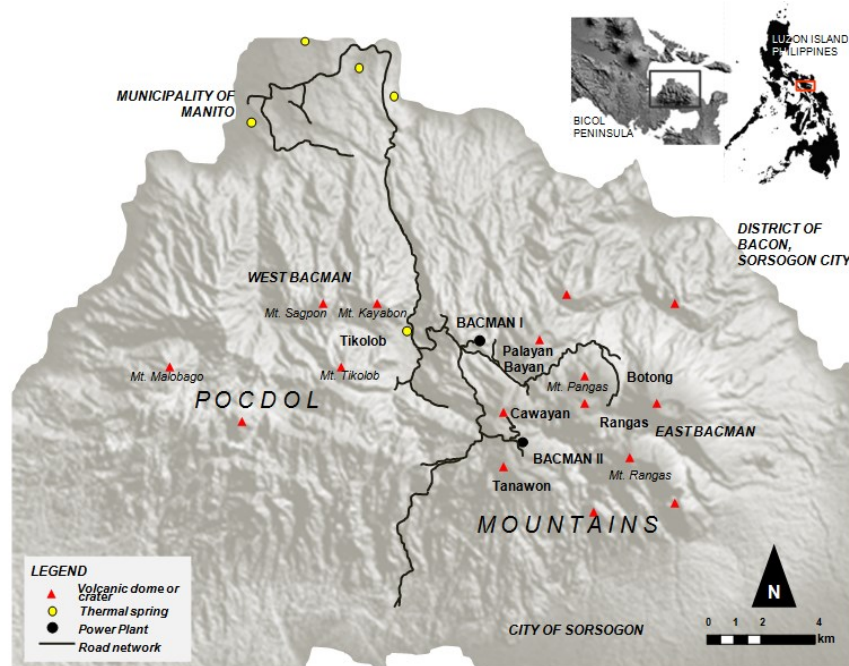 LUZON ISLAND
PHILIPPINES
BICOL
PENINSULA
MUNICIPALITY OF
MANITO
DISTRICT OF
BACON,
SORSOGON CITY
WEST BACMAN
Mt. Sagpon
Mt. Kayabon
BACMAN I
Tikolob
Palayan
Bayan
Mt. Malobago
Mt. Tikolob
Mt. Pangas
Botong
POCDOL
Cawayan
Rangas
EAST BACMAN
BACMAN II
Mt. Rangas
Tanawon
MOUNTAINS
LEGEND
Volcanic dome or
crater
Thermal spring
Power Plant
Road network
N
0 1 2 4
km
CITY OF SORSOGON